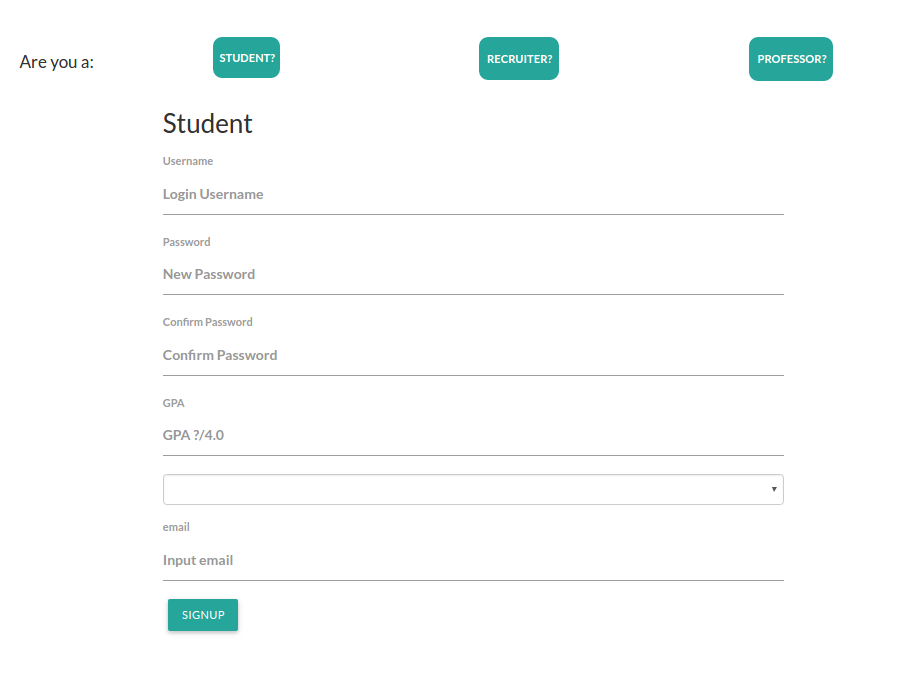 Are you a:
STUDENT?
RECRUITER?
PROFESSOR?
Student
Username
Login Username
Password
New Password
Confirm Password
Confirm Password
GPA
GPA ?/4.0
email
Input email
SIGNUP